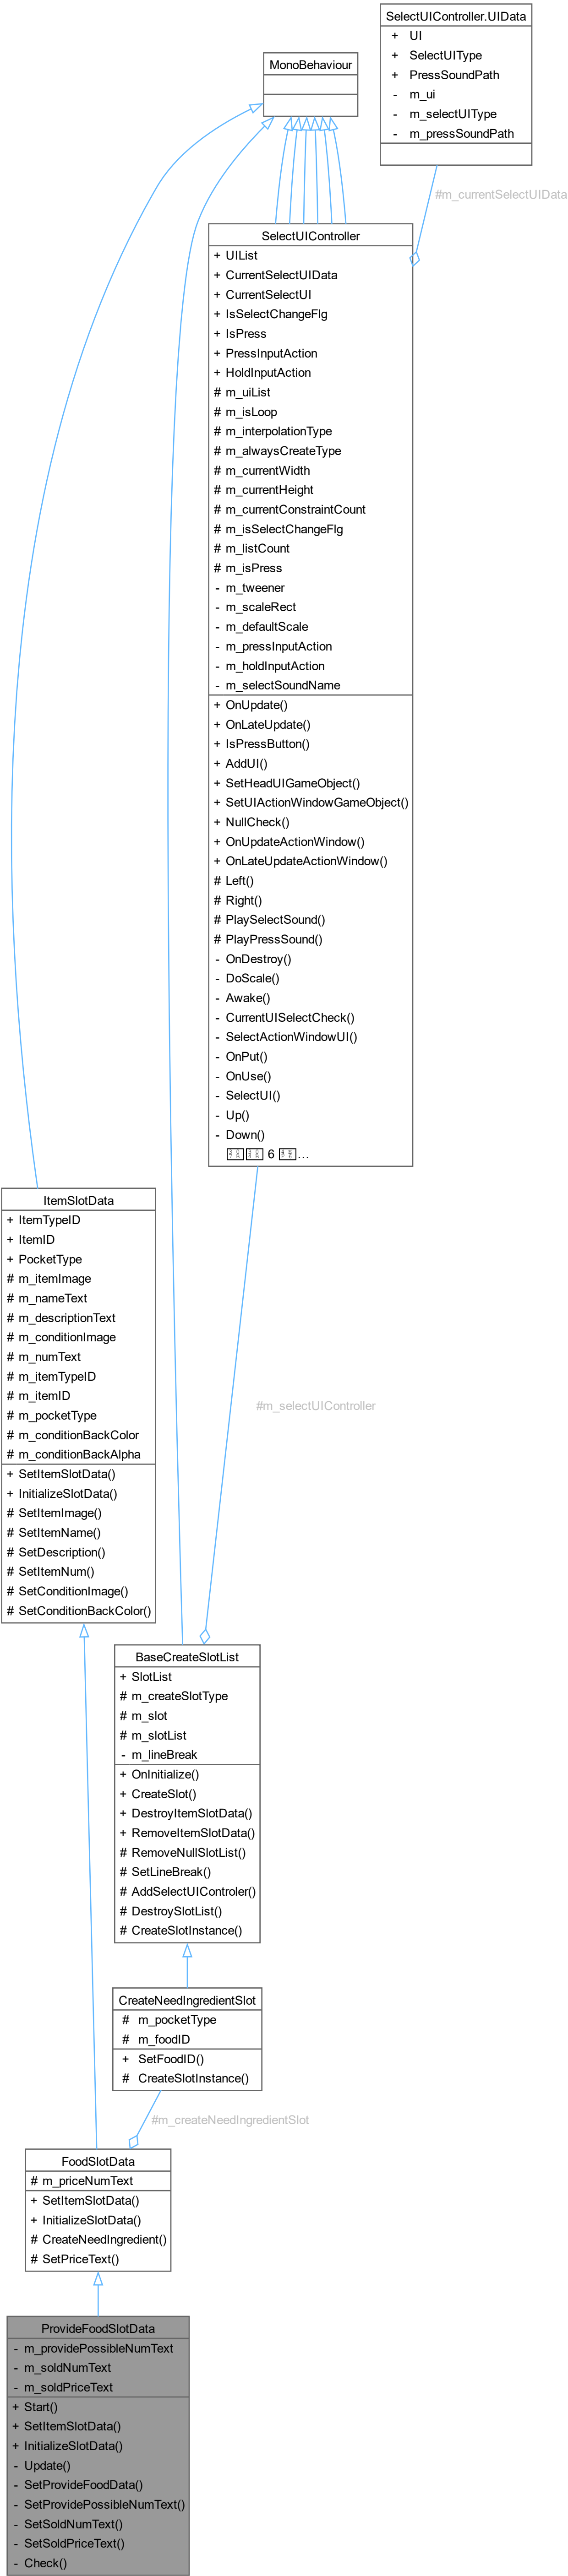 SelectUIController.UIData
+ UI
+ SelectUIType
+ PressSoundPath
- m_ui
- m_selectUIType
- m_pressSoundPath
MonoBehaviour
#m_currentSelectUIData
SelectUIController
+ UIList
+ CurrentSelectUIData
+ CurrentSelectUI
+ IsSelectChangeFlg
+ IsPress
+ PressInputAction
+ HoldInputAction
# m_uiList
# m_isLoop
# m_interpolationType
# m_alwaysCreateType
# m_currentWidth
# m_currentHeight
# m_currentConstraintCount
# m_isSelectChangeFlg
# m_listCount
# m_isPress
- m_tweener
- m_scaleRect
- m_defaultScale
- m_pressInputAction
- m_holdInputAction
- m_selectSoundName
+ OnUpdate()
+ OnLateUpdate()
+ IsPressButton()
+ AddUI()
+ SetHeadUIGameObject()
+ SetUIActionWindowGameObject()
+ NullCheck()
+ OnUpdateActionWindow()
+ OnLateUpdateActionWindow()
# Left()
# Right()
# PlaySelectSound()
# PlayPressSound()
- OnDestroy()
- DoScale()
- Awake()
- CurrentUISelectCheck()
- SelectActionWindowUI()
- OnPut()
- OnUse()
- SelectUI()
- Up()
- Down()
6 ...
ItemSlotData
+ ItemTypeID
+ ItemID
+ PocketType
# m_itemImage
# m_nameText
# m_descriptionText
# m_conditionImage
# m_numText
# m_itemTypeID
# m_itemID
# m_pocketType
# m_conditionBackColor
# m_conditionBackAlpha
+ SetItemSlotData()
+ InitializeSlotData()
# SetItemImage()
# SetItemName()
# SetDescription()
# SetItemNum()
# SetConditionImage()
# SetConditionBackColor()
#m_selectUIController
BaseCreateSlotList
+ SlotList
# m_createSlotType
# m_slot
# m_slotList
- m_lineBreak
+ OnInitialize()
+ CreateSlot()
+ DestroyItemSlotData()
+ RemoveItemSlotData()
# RemoveNullSlotList()
# SetLineBreak()
# AddSelectUIControler()
# DestroySlotList()
# CreateSlotInstance()
CreateNeedIngredientSlot
# m_pocketType
# m_foodID
+ SetFoodID()
# CreateSlotInstance()
#m_createNeedIngredientSlot
FoodSlotData
# m_priceNumText
+ SetItemSlotData()
+ InitializeSlotData()
# CreateNeedIngredient()
# SetPriceText()
ProvideFoodSlotData
- m_providePossibleNumText
- m_soldNumText
- m_soldPriceText
+ Start()
+ SetItemSlotData()
+ InitializeSlotData()
- Update()
- SetProvideFoodData()
- SetProvidePossibleNumText()
- SetSoldNumText()
- SetSoldPriceText()
- Check()